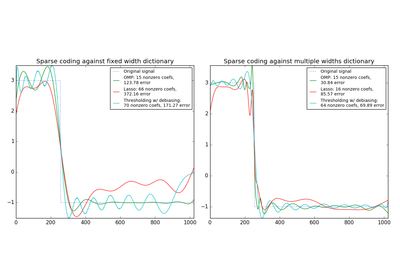 Sparse coding against fixed width dictionary
Original signal
OMP: 15 nonzero coefs,
123.78 error
Lasso: 66 nonzero coefs,
372.16 error
Thresholding w/ debiasing:
70 nonzero coefs, 171.27 error
3
2
1
0
−1
0 200 400 600 800 1000
Sparse coding against multiple widths dictionary
Original signal
OMP: 15 nonzero coefs,
30.84 error
Lasso: 16 nonzero coefs,
85.57 error
Thresholding w/ debiasing:
64 nonzero coefs, 69.89 error
3
2
1
0
−1
0 200 400 600 800 1000